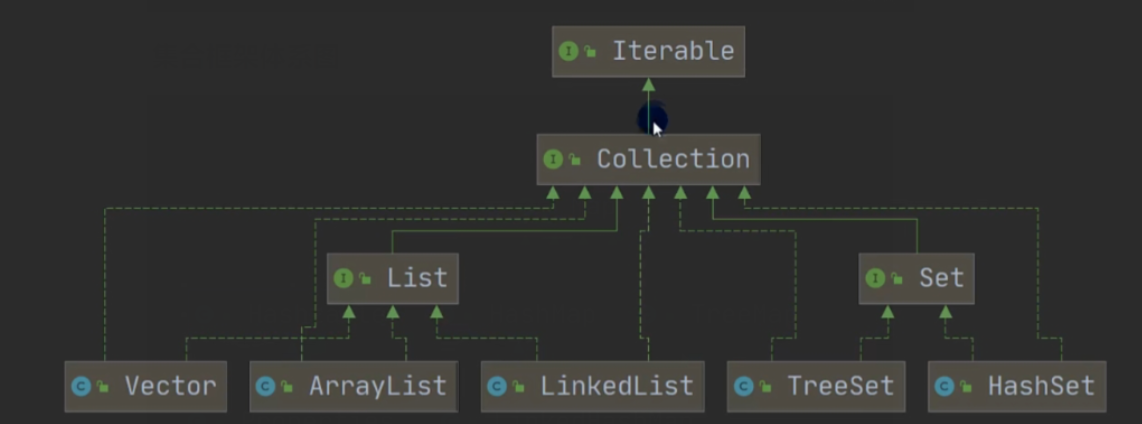 Iterable
Collection
List Set
Vector ArrayList LinkedList TreeSet HashSet